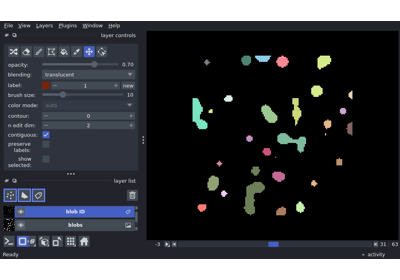 File View Layers Plugins Window Help
layer controls
opacity: 0.70
blending: translucent
label: 1 new
brush size: 10
color mode: auto
contour: 0
n edit dim: 2
contiguous:
preserve
labels:
show
selected:
layer list
blob ID
blobs
-3 31 63
Ready activity